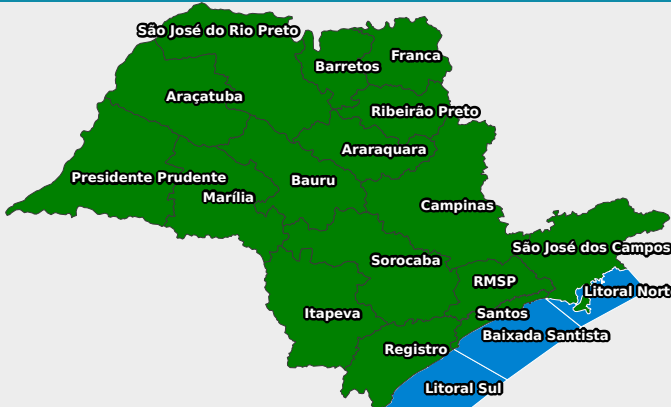 São José do Rio Preto
Franca
Barretos
Araçatuba
Ribeirão Preto
Araraquara
Presidente Prudente
Bauru
Marília
Campinas
São José dos Campos
Sorocaba
RMSP
Litoral Nort
Itapeva
Santos
Baixada Santista
Registro
Litoral Sul